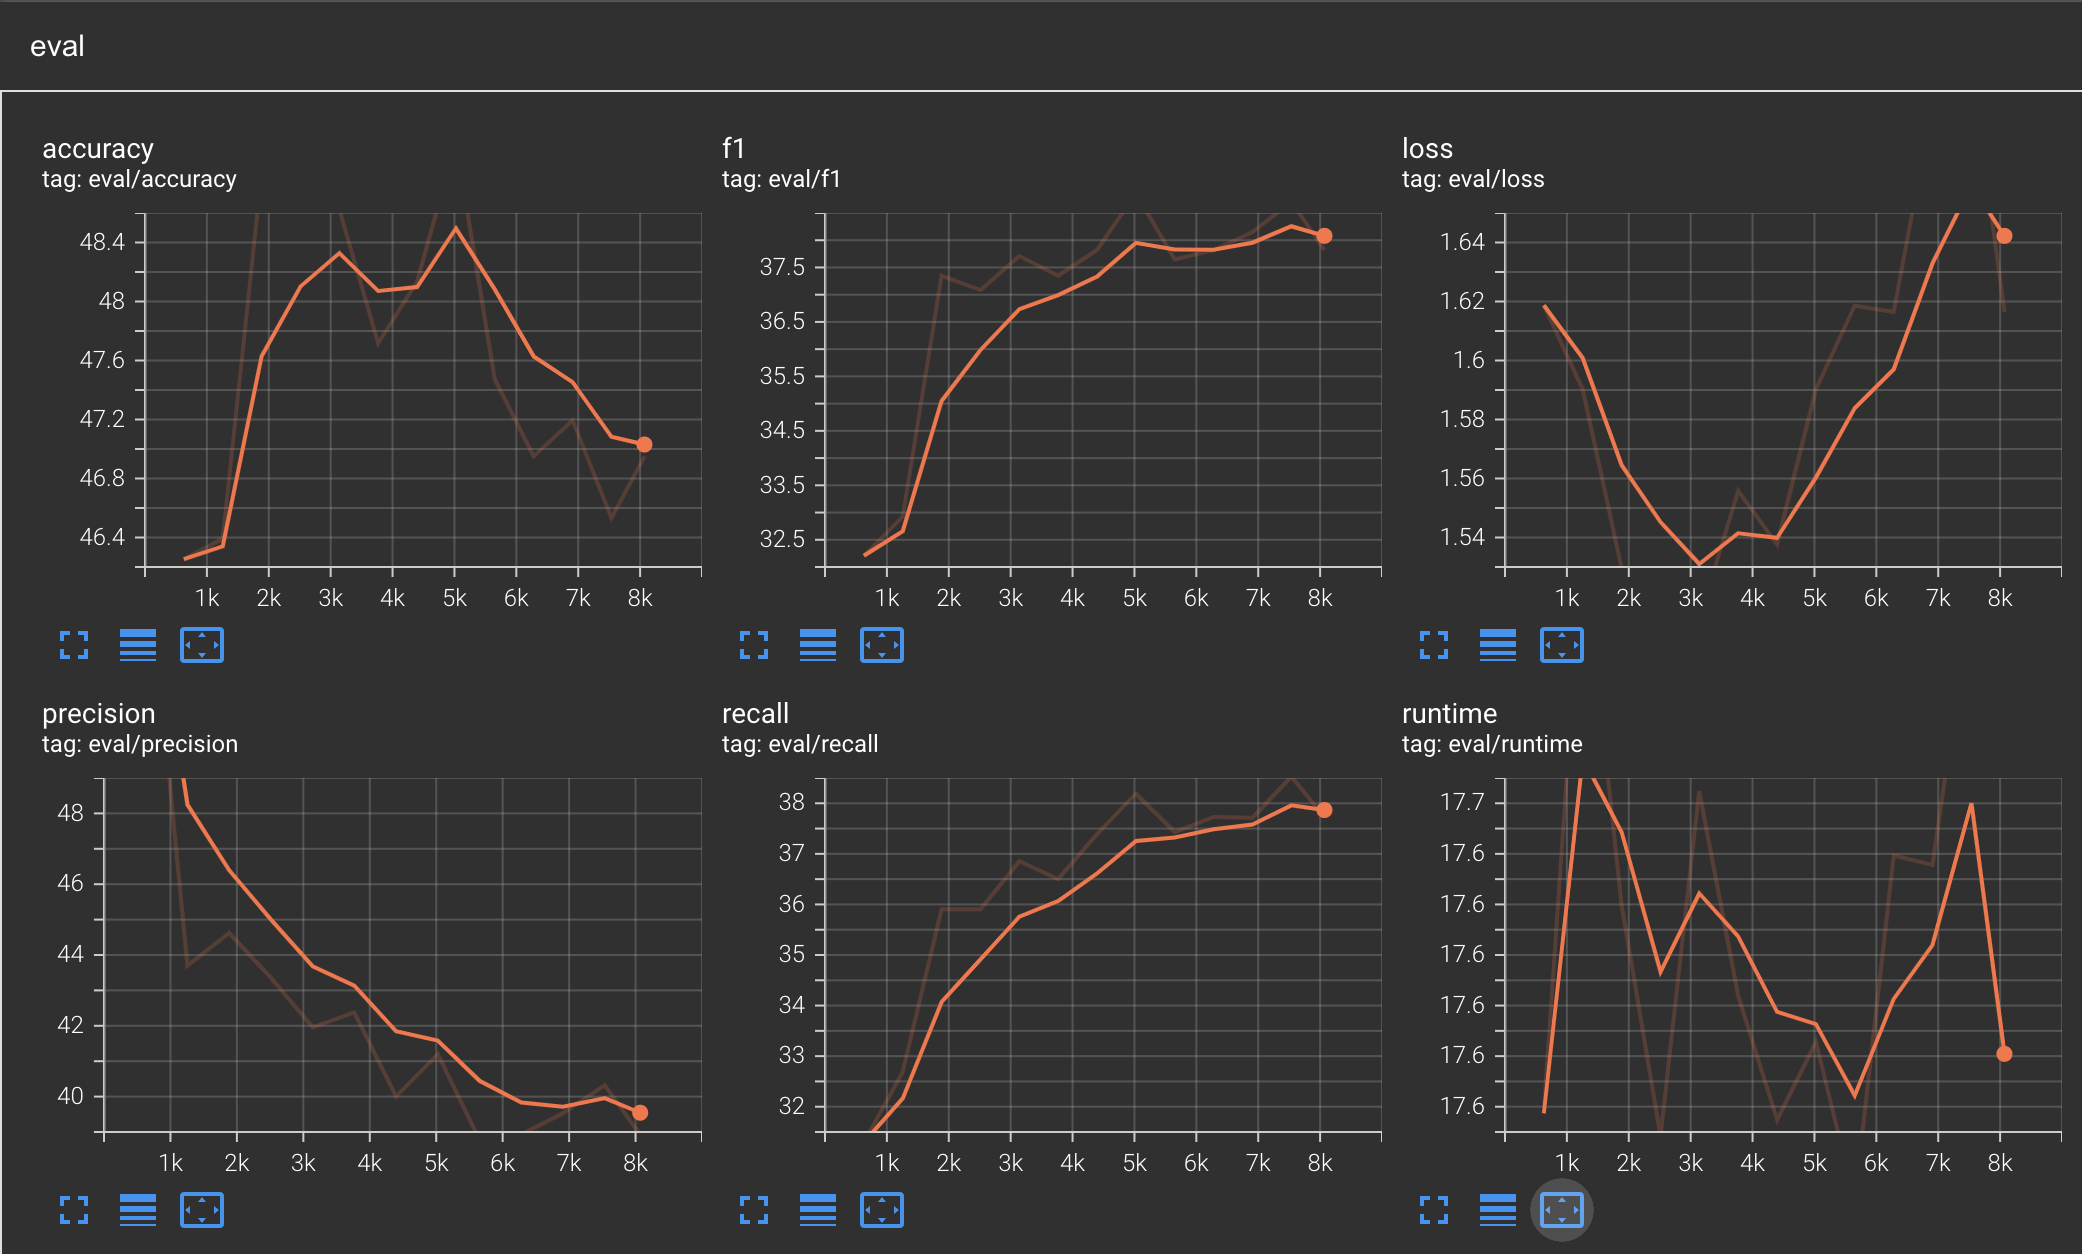 eval
accuracy
tag: eval/accuracy
48.4
48
47.6
47.2
46.8
46.4
1k 2k 3k 4k 5k 6k 7k 8k
f1
tag: eval/f1
37.5
36.5
35.5
34.5
33.5
32.5
1k 2k 3k 4k 5k 6k 7k 8k
loss
tag: eval/loss
1.64
1.62
1.6
1.58
1.56
1.54
1k 2k 3k 4k 5k 6k 7k 8k
precision
tag: eval/precision
48
46
44
42
40
1k 2k 3k 4k 5k 6k 7k 8k
recall
tag: eval/recall
38
37
36
35
34
33
32
1k 2k 3k 4k 5k 6k 7k 8k
runtime
tag: eval/runtime
17.7
17.6
17.6
17.6
17.6
17.6
17.6
1k 2k 3k 4k 5k 6k 7k 8k